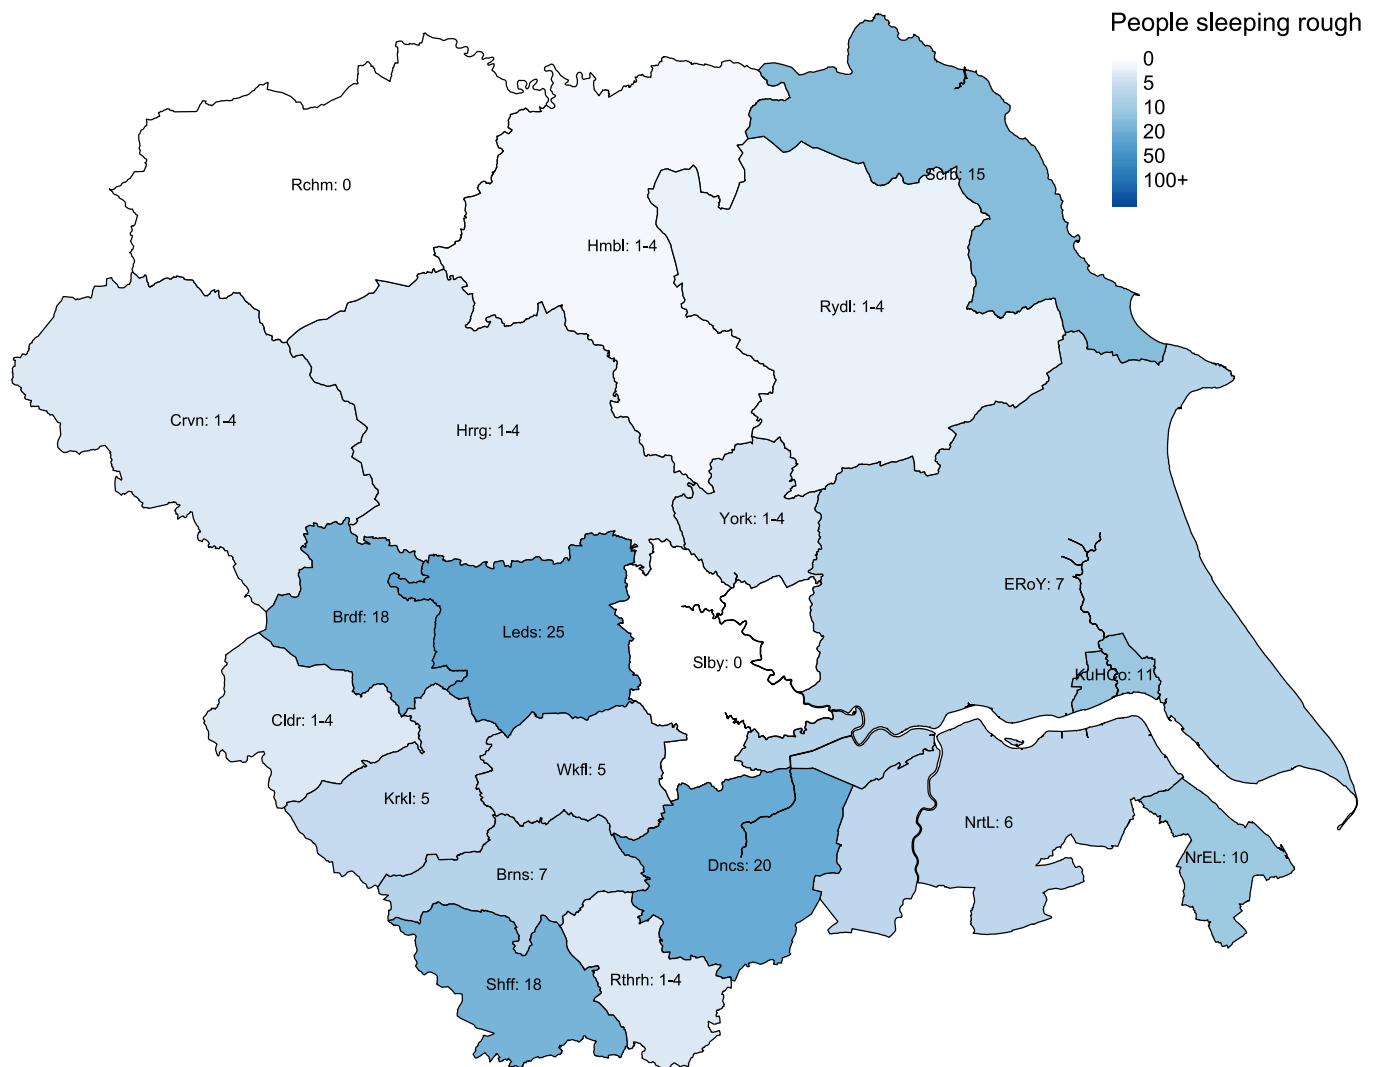 People sleeping rough
0
5
10
20
50
100+
Scrb: 15
Rchm: 0
Hmbl: 1-4
Rydl: 1-4
Crvn: 1-4
Hrrg: 1-4
York: 1-4
ERoY: 7
Brdf: 18
Leds: 25
Slby: 0
KuHCo: 11
Cldr: 1-4
Wkfl: 5
Krkl: 5
NrtL: 6
NrEL: 10
Dncs: 20
Brns: 7
Shff: 18
Rthrh: 1-4